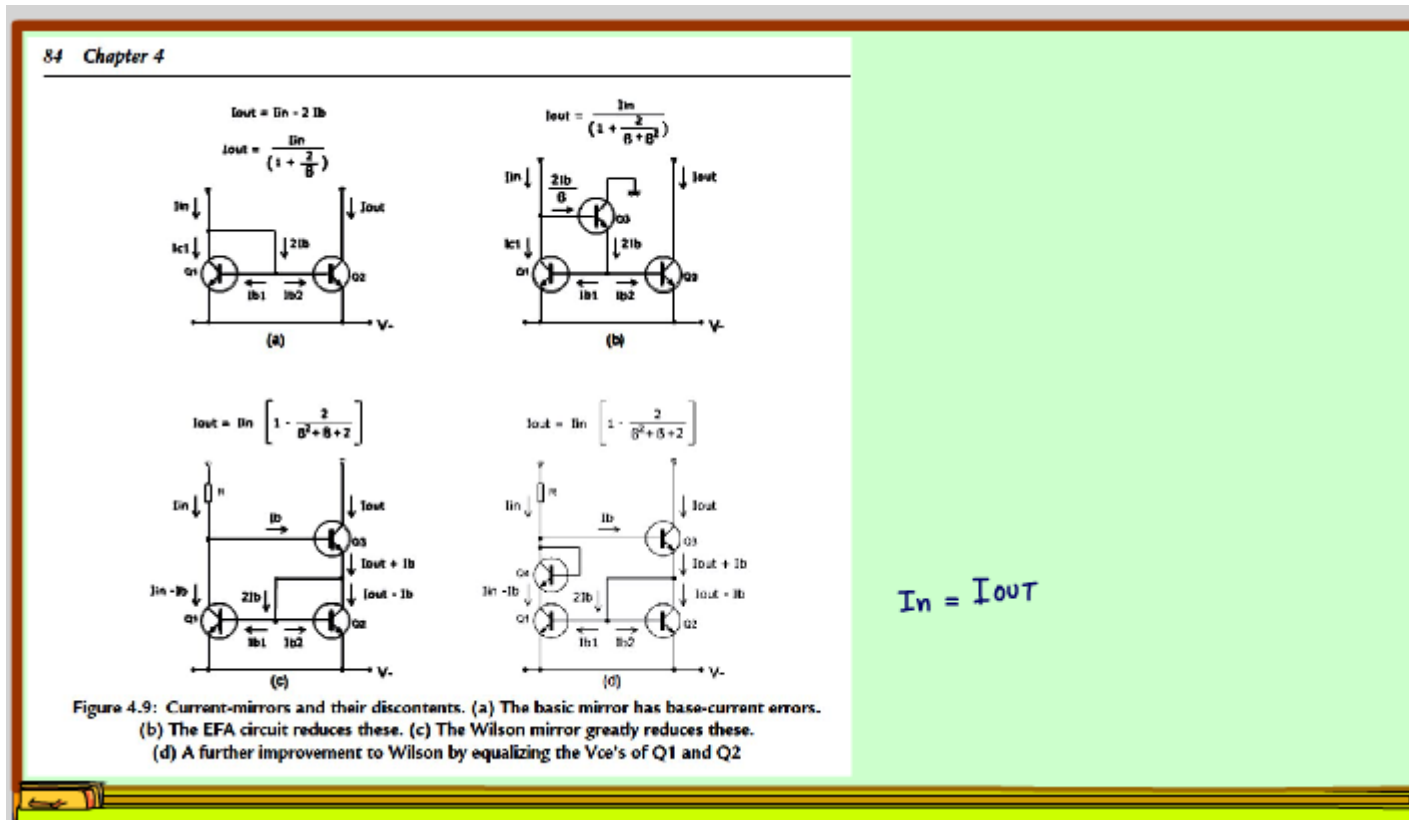 84 Chapter 4
Iout = Iin - 2 Ib
Iout = Iin / (1 + 2/β)
Iin
Iout
Ic1
2Ib
Q1
Q2
Ib1 Ib2
V-
(a)
Iout = Iin / (1 + 2/(β + β²))
Iin
2Ib/β
Iout
Q3
Ic1
2Ib
Q1
Ib1 Ib2
V-
(b)
Iout = Iin [1 - 2/(β²+β+2)]
R
Iin
Ib
Iout
Q3
Iout + Ib
Iin - Ib
2Ib
Iout - Ib
Q1
Q2
Ib1 Ib2
V-
(c)
Iout = Iin [1 - 2/(β²+β+2)]
R
Iin
Ib
Iout
Q3
Iout + Ib
Q4
Iin - Ib
2Ib
Iout - Ib
Q1
Q2
Ib1 Ib2
V-
(d)
In = IOUT
Figure 4.9: Current-mirrors and their discontents. (a) The basic mirror has base-current errors.
(b) The EFA circuit reduces these. (c) The Wilson mirror greatly reduces these.
(d) A further improvement to Wilson by equalizing the Vce's of Q1 and Q2